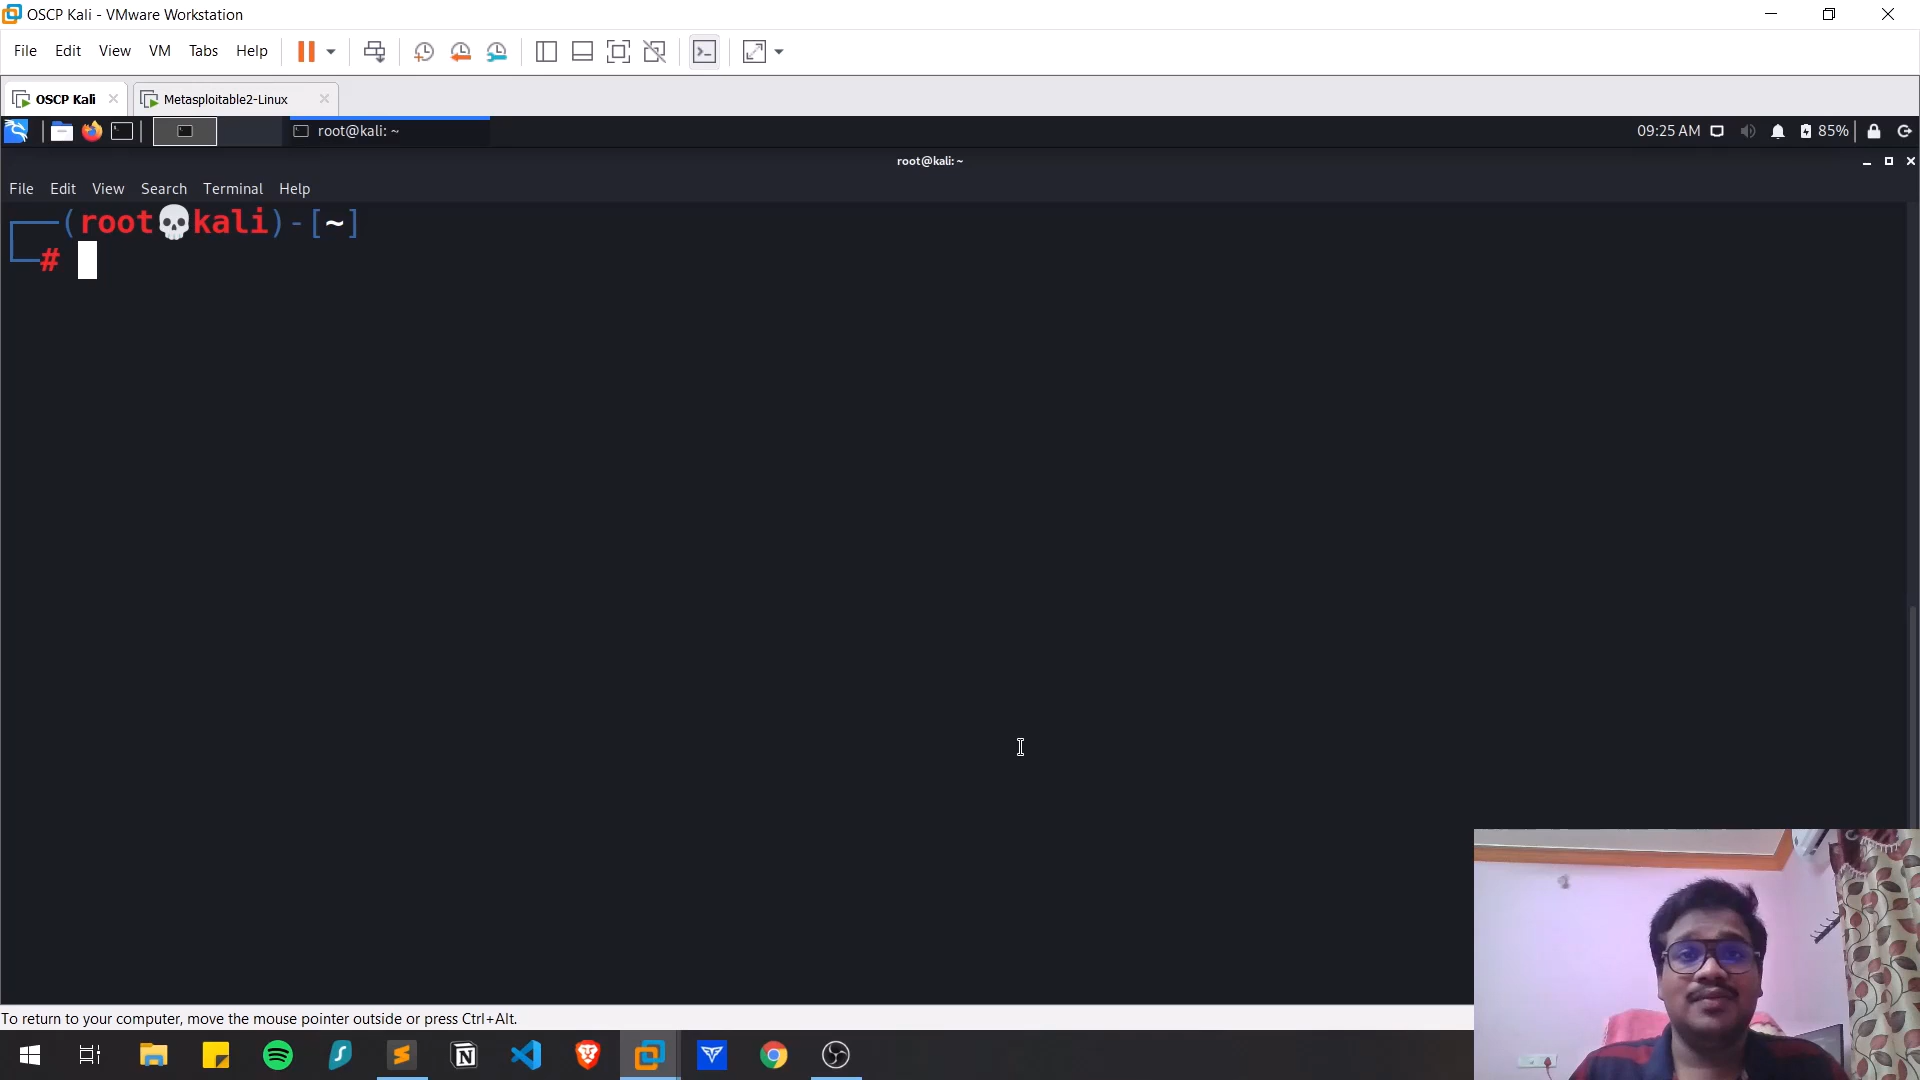 OSCP Kali - VMware Workstation
File Edit View VM Tabs Help
OSCP Kali Metasploitable2-Linux
root@kali: ~ 09:25 AM 85%
root@kali: ~
File Edit View Search Terminal Help
(root💀kali)-[~]
#
To return to your computer, move the mouse pointer outside or press Ctrl+Alt.